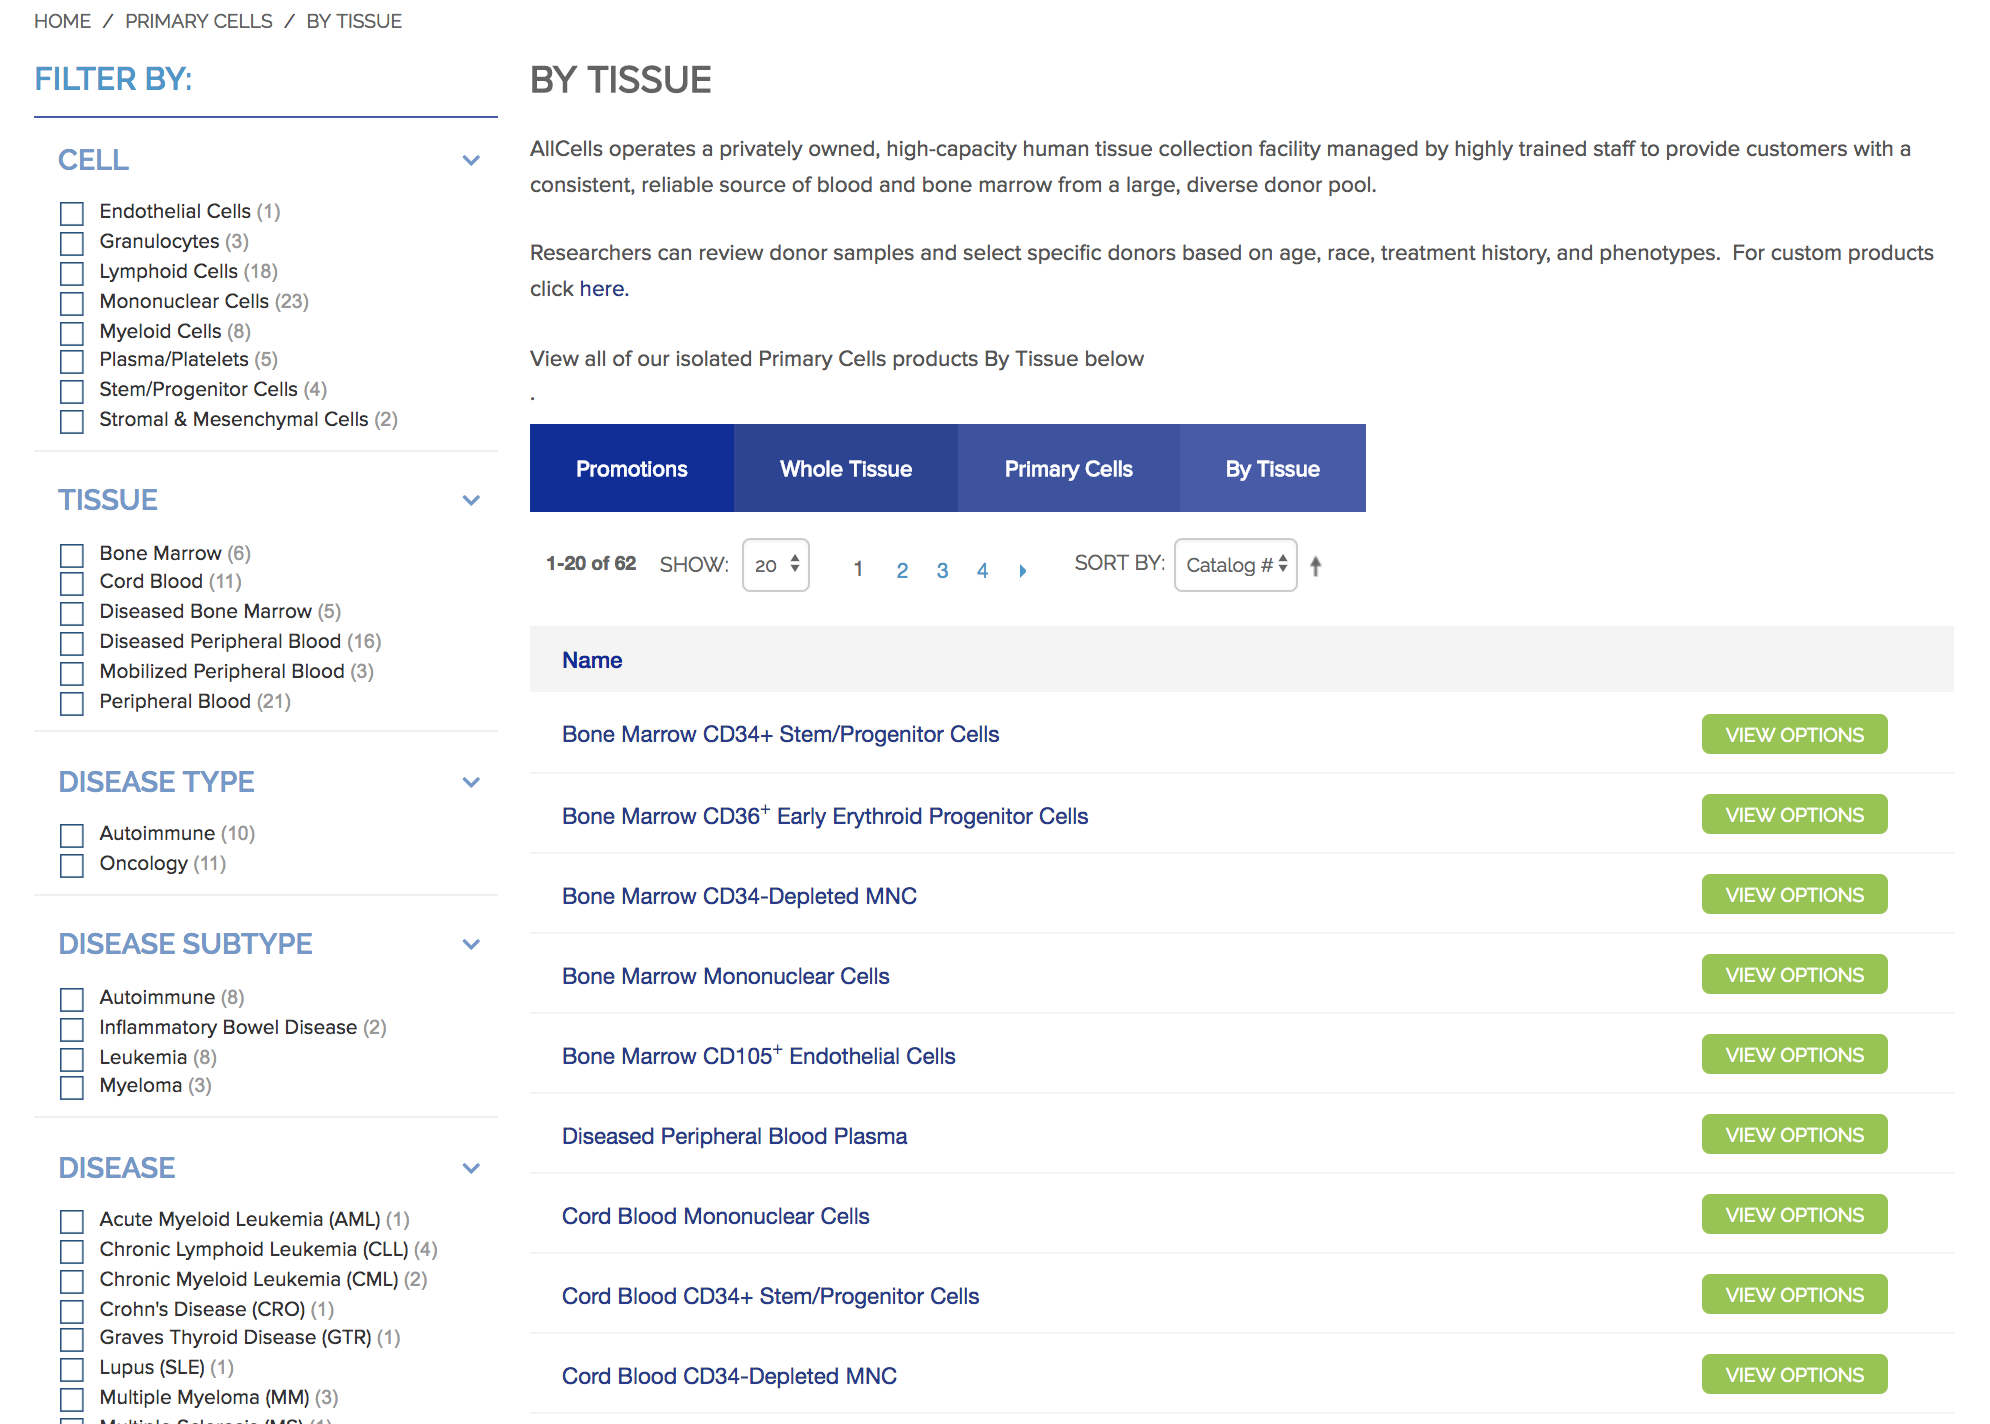 HOME / PRIMARY CELLS / BY TISSUE
FILTER BY:
CELL
Endothelial Cells (1)
Granulocytes (3)
Lymphoid Cells (18)
Mononuclear Cells (23)
Myeloid Cells (8)
Plasma/Platelets (5)
Stem/Progenitor Cells (4)
Stromal & Mesenchymal Cells (2)
TISSUE
Bone Marrow (6)
Cord Blood (11)
Diseased Bone Marrow (5)
Diseased Peripheral Blood (16)
Mobilized Peripheral Blood (3)
Peripheral Blood (21)
DISEASE TYPE
Autoimmune (10)
Oncology (11)
DISEASE SUBTYPE
Autoimmune (8)
Inflammatory Bowel Disease (2)
Leukemia (8)
Myeloma (3)
DISEASE
Acute Myeloid Leukemia (AML) (1)
Chronic Lymphoid Leukemia (CLL) (4)
Chronic Myeloid Leukemia (CML) (2)
Crohn's Disease (CRO) (1)
Graves Thyroid Disease (GTR) (1)
Lupus (SLE) (1)
Multiple Myeloma (MM) (3)
Multiple Sclerosis (MS) (1)
BY TISSUE
AllCells operates a privately owned, high-capacity human tissue collection facility managed by highly trained staff to provide customers with a
consistent, reliable source of blood and bone marrow from a large, diverse donor pool.
Researchers can review donor samples and select specific donors based on age, race, treatment history, and phenotypes. For custom products
click here.
View all of our isolated Primary Cells products By Tissue below
.
Promotions Whole Tissue Primary Cells By Tissue
1-20 of 62 SHOW: 20 1 2 3 4 SORT BY: Catalog #
Name
Bone Marrow CD34+ Stem/Progenitor Cells VIEW OPTIONS
Bone Marrow CD36+ Early Erythroid Progenitor Cells VIEW OPTIONS
Bone Marrow CD34-Depleted MNC VIEW OPTIONS
Bone Marrow Mononuclear Cells VIEW OPTIONS
Bone Marrow CD105+ Endothelial Cells VIEW OPTIONS
Diseased Peripheral Blood Plasma VIEW OPTIONS
Cord Blood Mononuclear Cells VIEW OPTIONS
Cord Blood CD34+ Stem/Progenitor Cells VIEW OPTIONS
Cord Blood CD34-Depleted MNC VIEW OPTIONS